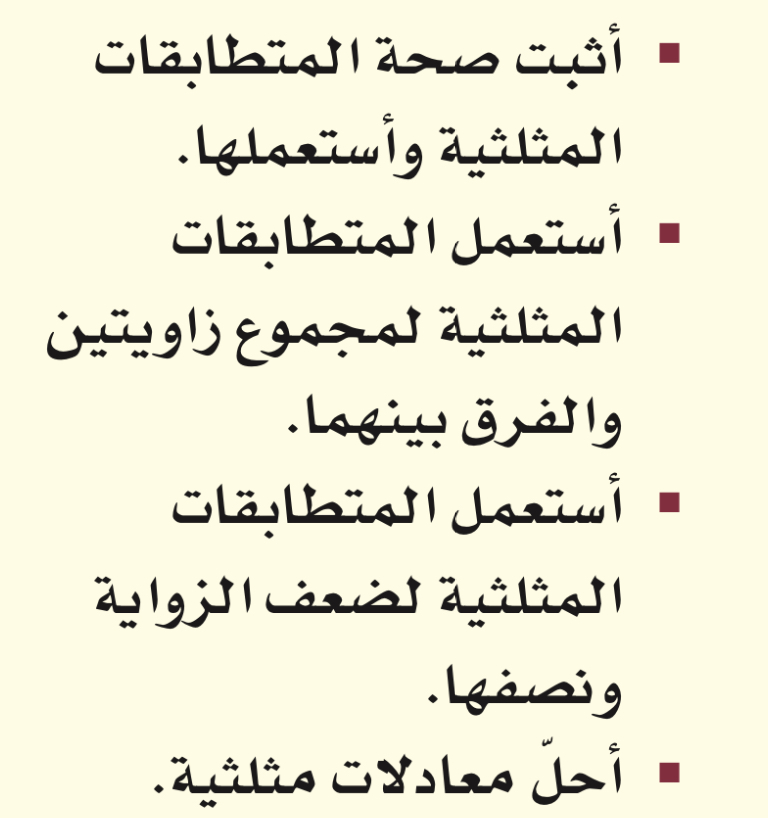 ▪ أثبت صحة المتطابقات
المثلثية وأستعملها.
▪ أستعمل المتطابقات
المثلثية لمجموع زاويتين
والفرق بينهما.
▪ أستعمل المتطابقات
المثلثية لضعف الزواية
ونصفها.
▪ أحلّ معادلات مثلثية.